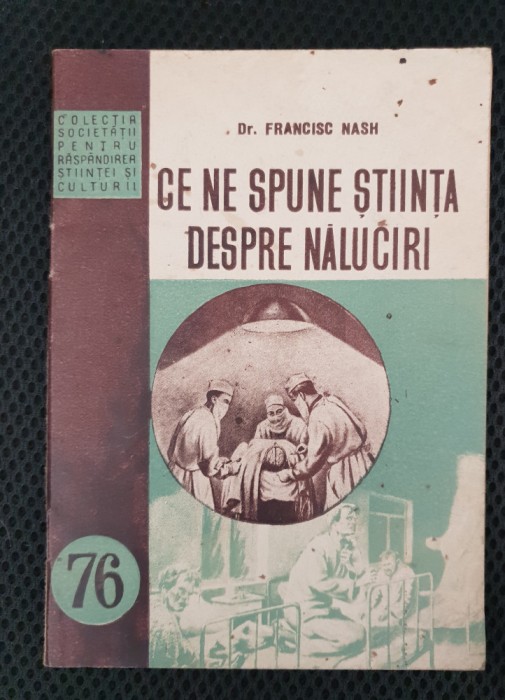 COLECȚIA
SOCIETĂȚII
PENTRU
RĂSPÂNDIREA
ȘTIINȚEI ȘI
CULTURII
Dr. FRANCISC NASH
CE NE SPUNE ȘTIINȚA
DESPRE NĂLUCIRI
76